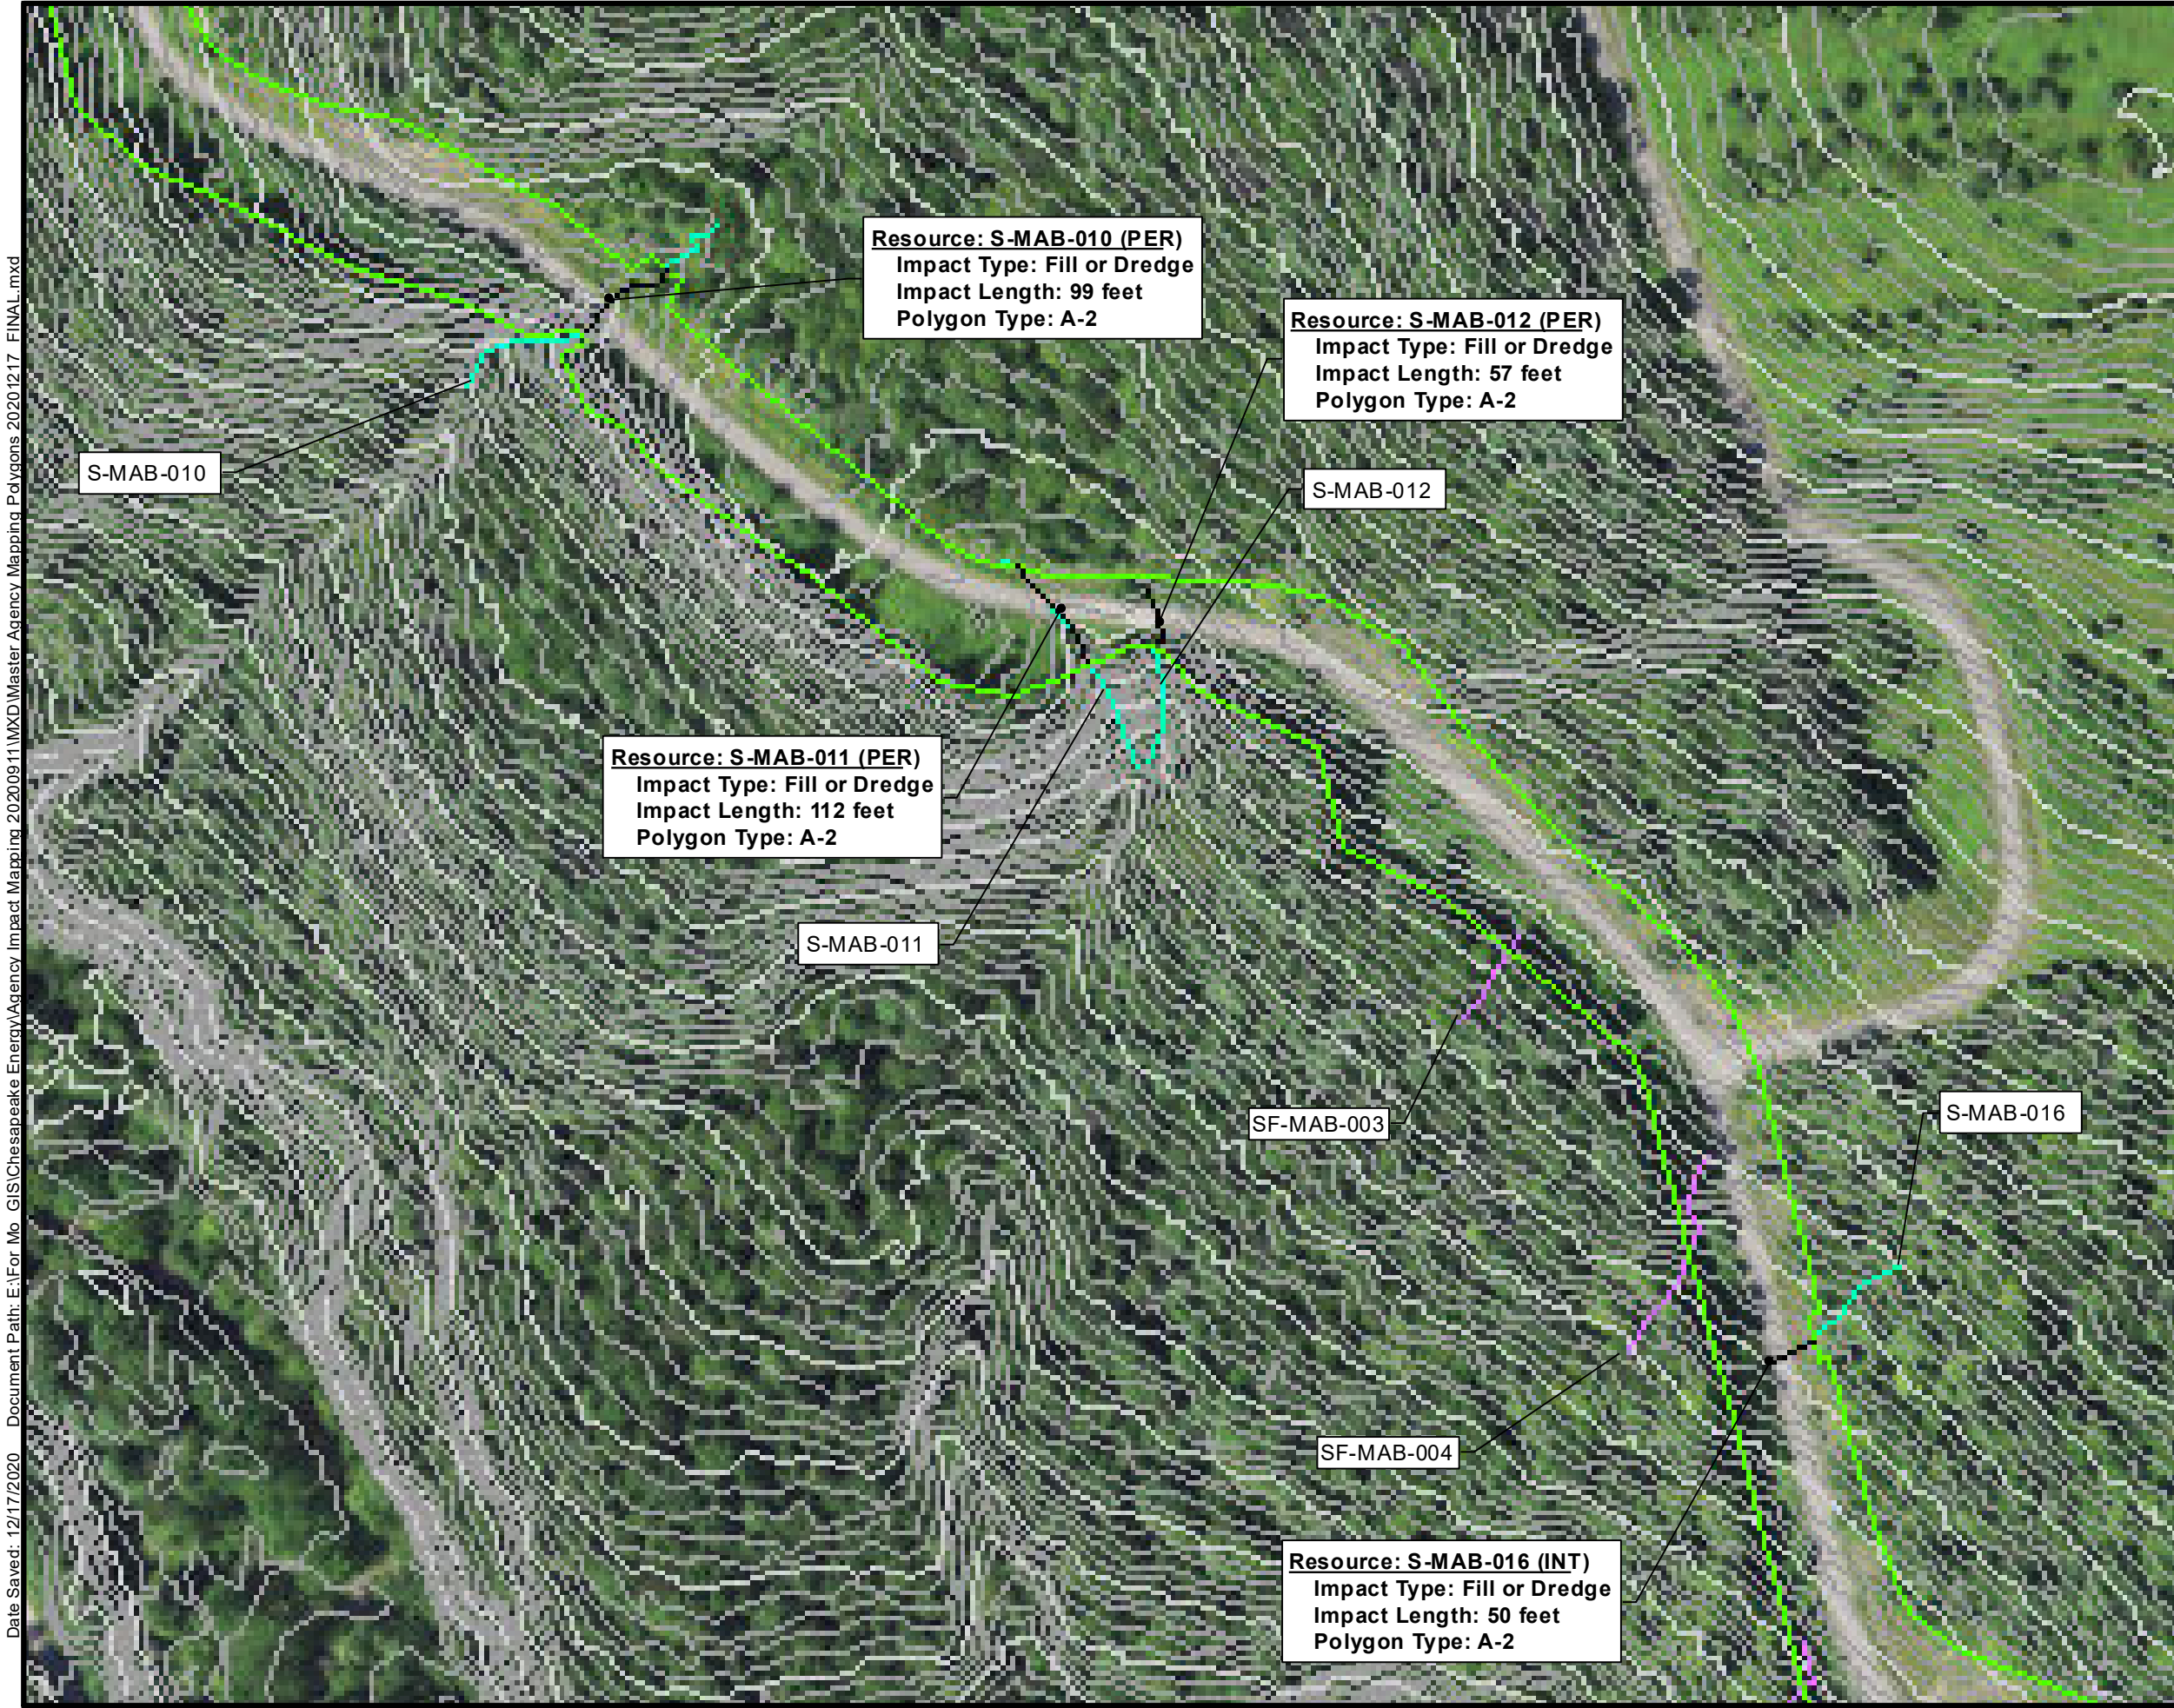 Resource: S-MAB-010 (PER)
Impact Type: Fill or Dredge
Impact Length: 99 feet
Polygon Type: A-2
Resource: S-MAB-012 (PER)
Impact Type: Fill or Dredge
Impact Length: 57 feet
Polygon Type: A-2
S-MAB-010
S-MAB-012
Resource: S-MAB-011 (PER)
Impact Type: Fill or Dredge
Impact Length: 112 feet
Polygon Type: A-2
S-MAB-011
SF-MAB-003
S-MAB-016
SF-MAB-004
Resource: S-MAB-016 (INT)
Impact Type: Fill or Dredge
Impact Length: 50 feet
Polygon Type: A-2
Date Saved: 12/17/2020 Document Path: E:\For Mo GIS\Chesapeake Energy\Agency Impact Mapping 20200911\MXD\Master Agency Mapping Polygons 20201217 FINAL.mxd